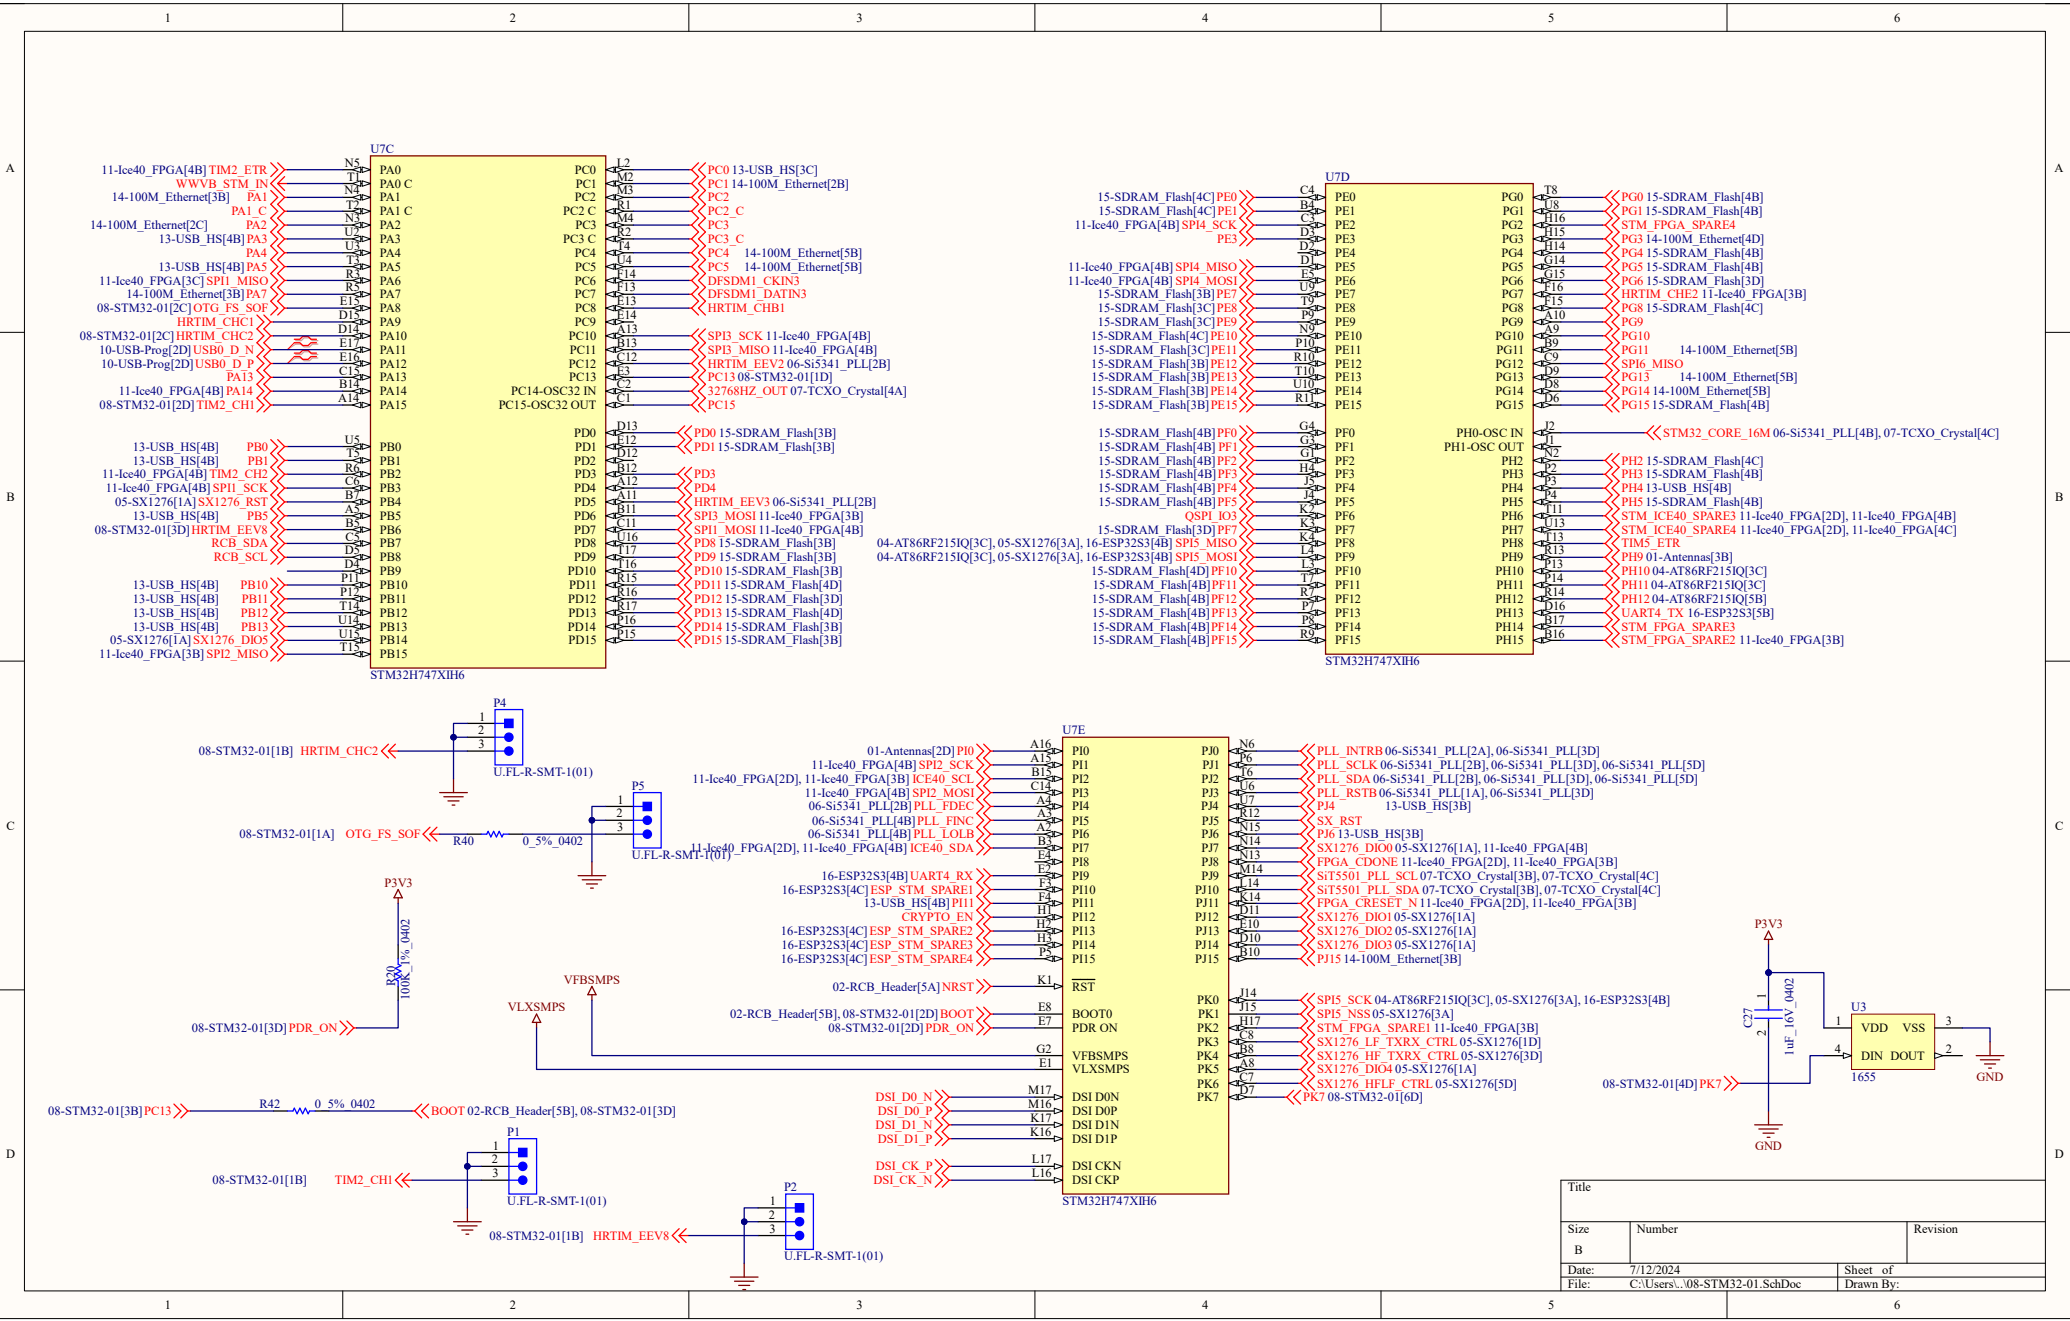 1 2 3 4 5 6
A A
B B
C C
D D
U7C
11-Ice40_FPGA[4B] TIM2_ETR N5 PA0
WWVB_STM_IN T1 PA0 C
14-100M_Ethernet[3B] PA1 N4 PA1
PA1_C T2 PA1 C
14-100M_Ethernet[2C] PA2 N3 PA2
13-USB_HS[4B] PA3 U2 PA3
PA4 U3 PA4
13-USB_HS[4B] PA5 T3 PA5
11-Ice40_FPGA[3C] SPI1_MISO R3 PA6
14-100M_Ethernet[3B] PA7 R5 PA7
08-STM32-01[2C] OTG_FS_SOF E15 PA8
HRTIM_CHC1 D15 PA9
08-STM32-01[2C] HRTIM_CHC2 D14 PA10
10-USB-Prog[2D] USB0_D_N E17 PA11
10-USB-Prog[2D] USB0_D_P E16 PA12
PA13 C15 PA13
11-Ice40_FPGA[4B] PA14 B14 PA14
08-STM32-01[2D] TIM2_CH1 A14 PA15
13-USB_HS[4B] PB0 U5 PB0
13-USB_HS[4B] PB1 T5 PB1
11-Ice40_FPGA[4B] TIM2_CH2 R6 PB2
11-Ice40_FPGA[4B] SPI1_SCK C6 PB3
05-SX1276[1A] SX1276_RST B7 PB4
13-USB_HS[4B] PB5 A5 PB5
08-STM32-01[3D] HRTIM_EEV8 B5 PB6
RCB_SDA C5 PB7
RCB_SCL D5 PB8
D4 PB9
13-USB_HS[4B] PB10 P11 PB10
13-USB_HS[4B] PB11 P12 PB11
13-USB_HS[4B] PB12 T14 PB12
13-USB_HS[4B] PB13 U14 PB13
05-SX1276[1A] SX1276_DIO5 U15 PB14
11-Ice40_FPGA[3B] SPI2_MISO T15 PB15
PC0 L2 PC0 13-USB_HS[3C]
PC1 M2 PC1 14-100M_Ethernet[2B]
PC2 M3 PC2
PC2 C R1 PC2_C
PC3 M4 PC3
PC3 C R2 PC3_C
PC4 T4 PC4 14-100M_Ethernet[5B]
PC5 U4 PC5 14-100M_Ethernet[5B]
PC6 F14 DFSDM1_CKIN3
PC7 F13 DFSDM1_DATIN3
PC8 E13 HRTIM_CHB1
PC9 E14
PC10 A13 SPI3_SCK 11-Ice40_FPGA[4B]
PC11 B13 SPI3_MISO 11-Ice40_FPGA[4B]
PC12 C12 HRTIM_EEV2 06-Si5341_PLL[2B]
PC13 E3 PC13 08-STM32-01[1D]
PC14-OSC32 IN C2 32768HZ_OUT 07-TCXO_Crystal[4A]
PC15-OSC32 OUT C1 PC15
PD0 D13 PD0 15-SDRAM_Flash[3B]
PD1 E12 PD1 15-SDRAM_Flash[3B]
PD2 D12
PD3 B12 PD3
PD4 A12 PD4
PD5 A11 HRTIM_EEV3 06-Si5341_PLL[2B]
PD6 B11 SPI3_MOSI 11-Ice40_FPGA[3B]
PD7 C11 SPI1_MOSI 11-Ice40_FPGA[4B]
PD8 U16 PD8 15-SDRAM_Flash[3B]
PD9 T17 PD9 15-SDRAM_Flash[3B]
PD10 T16 PD10 15-SDRAM_Flash[3B]
PD11 R15 PD11 15-SDRAM_Flash[4D]
PD12 R16 PD12 15-SDRAM_Flash[3D]
PD13 R17 PD13 15-SDRAM_Flash[4D]
PD14 P16 PD14 15-SDRAM_Flash[3B]
PD15 P15 PD15 15-SDRAM_Flash[3B]
STM32H747XIH6
U7D
15-SDRAM_Flash[4C] PE0 C4 PE0
15-SDRAM_Flash[4C] PE1 B4 PE1
11-Ice40_FPGA[4B] SPI4_SCK C3 PE2
PE3 D3 PE3
D2 PE4
11-Ice40_FPGA[4B] SPI4_MISO D1 PE5
11-Ice40_FPGA[4B] SPI4_MOSI E5 PE6
15-SDRAM_Flash[3B] PE7 U9 PE7
15-SDRAM_Flash[3C] PE8 T9 PE8
15-SDRAM_Flash[3C] PE9 P9 PE9
15-SDRAM_Flash[4C] PE10 N9 PE10
15-SDRAM_Flash[3C] PE11 P10 PE11
15-SDRAM_Flash[3B] PE12 R10 PE12
15-SDRAM_Flash[3B] PE13 T10 PE13
15-SDRAM_Flash[3B] PE14 U10 PE14
15-SDRAM_Flash[3B] PE15 R11 PE15
15-SDRAM_Flash[4B] PF0 G4 PF0
15-SDRAM_Flash[4B] PF1 G3 PF1
15-SDRAM_Flash[4B] PF2 G1 PF2
15-SDRAM_Flash[4B] PF3 H4 PF3
15-SDRAM_Flash[4B] PF4 J5 PF4
15-SDRAM_Flash[4B] PF5 J4 PF5
QSPI_IO3 K2 PF6
15-SDRAM_Flash[3D] PF7 K3 PF7
04-AT86RF215IQ[3C], 05-SX1276[3A], 16-ESP32S3[4B] SPI5_MISO K4 PF8
04-AT86RF215IQ[3C], 05-SX1276[3A], 16-ESP32S3[4B] SPI5_MOSI L4 PF9
15-SDRAM_Flash[4D] PF10 L3 PF10
15-SDRAM_Flash[4B] PF11 T7 PF11
15-SDRAM_Flash[4B] PF12 R7 PF12
15-SDRAM_Flash[4B] PF13 P7 PF13
15-SDRAM_Flash[4B] PF14 P8 PF14
15-SDRAM_Flash[4B] PF15 R9 PF15
PG0 T8 PG0 15-SDRAM_Flash[4B]
PG1 U8 PG1 15-SDRAM_Flash[4B]
PG2 H16 STM_FPGA_SPARE4
PG3 H15 PG3 14-100M_Ethernet[4D]
PG4 H14 PG4 15-SDRAM_Flash[4B]
PG5 G14 PG5 15-SDRAM_Flash[4B]
PG6 G15 PG6 15-SDRAM_Flash[3D]
PG7 F16 HRTIM_CHE2 11-Ice40_FPGA[3B]
PG8 F15 PG8 15-SDRAM_Flash[4C]
PG9 A10 PG9
PG10 A9 PG10
PG11 B9 PG11 14-100M_Ethernet[5B]
PG12 C9 SPI6_MISO
PG13 D9 PG13 14-100M_Ethernet[5B]
PG14 D8 PG14 14-100M_Ethernet[5B]
PG15 D6 PG15 15-SDRAM_Flash[4B]
PH0-OSC IN J2 STM32_CORE_16M 06-Si5341_PLL[4B], 07-TCXO_Crystal[4C]
PH1-OSC OUT J1
PH2 N2 PH2 15-SDRAM_Flash[4C]
PH3 P2 PH3 15-SDRAM_Flash[4B]
PH4 P3 PH4 13-USB_HS[4B]
PH5 P4 PH5 15-SDRAM_Flash[4B]
PH6 T11 STM_ICE40_SPARE3 11-Ice40_FPGA[2D], 11-Ice40_FPGA[4B]
PH7 U13 STM_ICE40_SPARE4 11-Ice40_FPGA[2D], 11-Ice40_FPGA[4C]
PH8 T13 TIM5_ETR
PH9 R13 PH9 01-Antennas[3B]
PH10 P13 PH10 04-AT86RF215IQ[3C]
PH11 P14 PH11 04-AT86RF215IQ[3C]
PH12 R14 PH12 04-AT86RF215IQ[5B]
PH13 D16 UART4_TX 16-ESP32S3[5B]
PH14 B17 STM_FPGA_SPARE3
PH15 B16 STM_FPGA_SPARE2 11-Ice40_FPGA[3B]
STM32H747XIH6
P4
1
2
08-STM32-01[1B] HRTIM_CHC2 3
U.FL-R-SMT-1(01)
P5
1
2
08-STM32-01[1A] OTG_FS_SOF R40 0_5%_0402 3
U.FL-R-SMT-1(01)
P3V3
R20 100K_1%_0402
08-STM32-01[3D] PDR_ON
VFBSMPS
VLXSMPS
08-STM32-01[3B] PC13 R42 0_5%_0402 BOOT 02-RCB_Header[5B], 08-STM32-01[3D]
P1
1
2
08-STM32-01[1B] TIM2_CH1 3
U.FL-R-SMT-1(01)
P2
1
2
08-STM32-01[1B] HRTIM_EEV8 3
U.FL-R-SMT-1(01)
U7E
01-Antennas[2D] PI0 A16 PI0
11-Ice40_FPGA[4B] SPI2_SCK A15 PI1
11-Ice40_FPGA[2D], 11-Ice40_FPGA[3B] ICE40_SCL B15 PI2
11-Ice40_FPGA[4B] SPI2_MOSI C14 PI3
06-Si5341_PLL[2B] PLL_FDEC A4 PI4
06-Si5341_PLL[4B] PLL_FINC A3 PI5
06-Si5341_PLL[4B] PLL_LOLB A2 PI6
11-Ice40_FPGA[2D], 11-Ice40_FPGA[4B] ICE40_SDA B3 PI7
E4 PI8
16-ESP32S3[4B] UART4_RX E2 PI9
16-ESP32S3[4C] ESP_STM_SPARE1 F3 PI10
13-USB_HS[4B] PI11 F4 PI11
CRYPTO_EN H1 PI12
16-ESP32S3[4C] ESP_STM_SPARE2 H2 PI13
16-ESP32S3[4C] ESP_STM_SPARE3 H3 PI14
16-ESP32S3[4C] ESP_STM_SPARE4 P5 PI15
02-RCB_Header[5A] NRST K1 RST
02-RCB_Header[5B], 08-STM32-01[2D] BOOT E8 BOOT0
08-STM32-01[2D] PDR_ON E7 PDR ON
G2 VFBSMPS
E1 VLXSMPS
DSI_D0_N M17 DSI D0N
DSI_D0_P M16 DSI D0P
DSI_D1_N K17 DSI D1N
DSI_D1_P K16 DSI D1P
DSI_CK_P L17 DSI CKN
DSI_CK_N L16 DSI CKP
PJ0 N6 PLL_INTRB 06-Si5341_PLL[2A], 06-Si5341_PLL[3D]
PJ1 P6 PLL_SCLK 06-Si5341_PLL[2B], 06-Si5341_PLL[3D], 06-Si5341_PLL[5D]
PJ2 T6 PLL_SDA 06-Si5341_PLL[2B], 06-Si5341_PLL[3D], 06-Si5341_PLL[5D]
PJ3 U6 PLL_RSTB 06-Si5341_PLL[1A], 06-Si5341_PLL[3D]
PJ4 U7 PJ4 13-USB_HS[3B]
PJ5 R12 SX_RST
PJ6 N15 PJ6 13-USB_HS[3B]
PJ7 N14 SX1276_DIO0 05-SX1276[1A], 11-Ice40_FPGA[4B]
PJ8 N13 FPGA_CDONE 11-Ice40_FPGA[2D], 11-Ice40_FPGA[3B]
PJ9 M14 SiT5501_PLL_SCL 07-TCXO_Crystal[3B], 07-TCXO_Crystal[4C]
PJ10 L14 SiT5501_PLL_SDA 07-TCXO_Crystal[3B], 07-TCXO_Crystal[4C]
PJ11 K14 FPGA_CRESET_N 11-Ice40_FPGA[2D], 11-Ice40_FPGA[3B]
PJ12 D11 SX1276_DIO1 05-SX1276[1A]
PJ13 E10 SX1276_DIO2 05-SX1276[1A]
PJ14 D10 SX1276_DIO3 05-SX1276[1A]
PJ15 B10 PJ15 14-100M_Ethernet[3B]
PK0 J14 SPI5_SCK 04-AT86RF215IQ[3C], 05-SX1276[3A], 16-ESP32S3[4B]
PK1 J15 SPI5_NSS 05-SX1276[3A]
PK2 H17 STM_FPGA_SPARE1 11-Ice40_FPGA[3B]
PK3 C8 SX1276_LF_TXRX_CTRL 05-SX1276[1D]
PK4 B8 SX1276_HF_TXRX_CTRL 05-SX1276[3D]
PK5 A8 SX1276_DIO4 05-SX1276[1A]
PK6 C7 SX1276_HFLF_CTRL 05-SX1276[5D]
PK7 D7 PK7 08-STM32-01[6D]
STM32H747XIH6
P3V3
C27 1 2 1uF_16V_0402
U3
1 VDD VSS 3
4 DIN DOUT 2
1655
GND
08-STM32-01[4D] PK7
GND
Title
Size Number Revision
B
Date: 7/12/2024 Sheet of
File: C:\Users\..\08-STM32-01.SchDoc Drawn By:
1 2 3 4 5 6